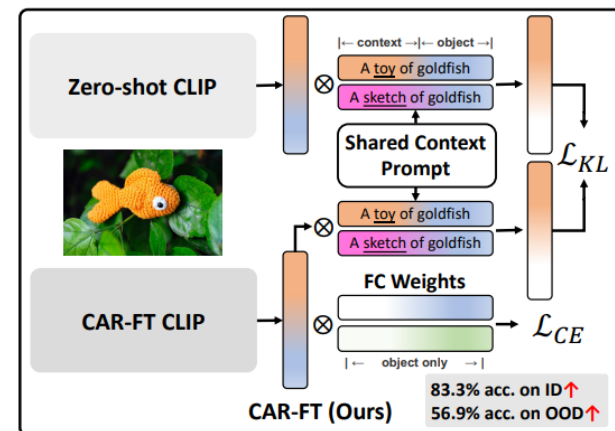 |← context →|← object →|
Zero-shot CLIP
⊗
A toy of goldfish
A sketch of goldfish
Shared Context
Prompt
ℒ_KL
⊗
A toy of goldfish
A sketch of goldfish
FC Weights
CAR-FT CLIP
⊗
ℒ_CE
|← object only →|
83.3% acc. on ID↑
CAR-FT (Ours)
56.9% acc. on OOD↑